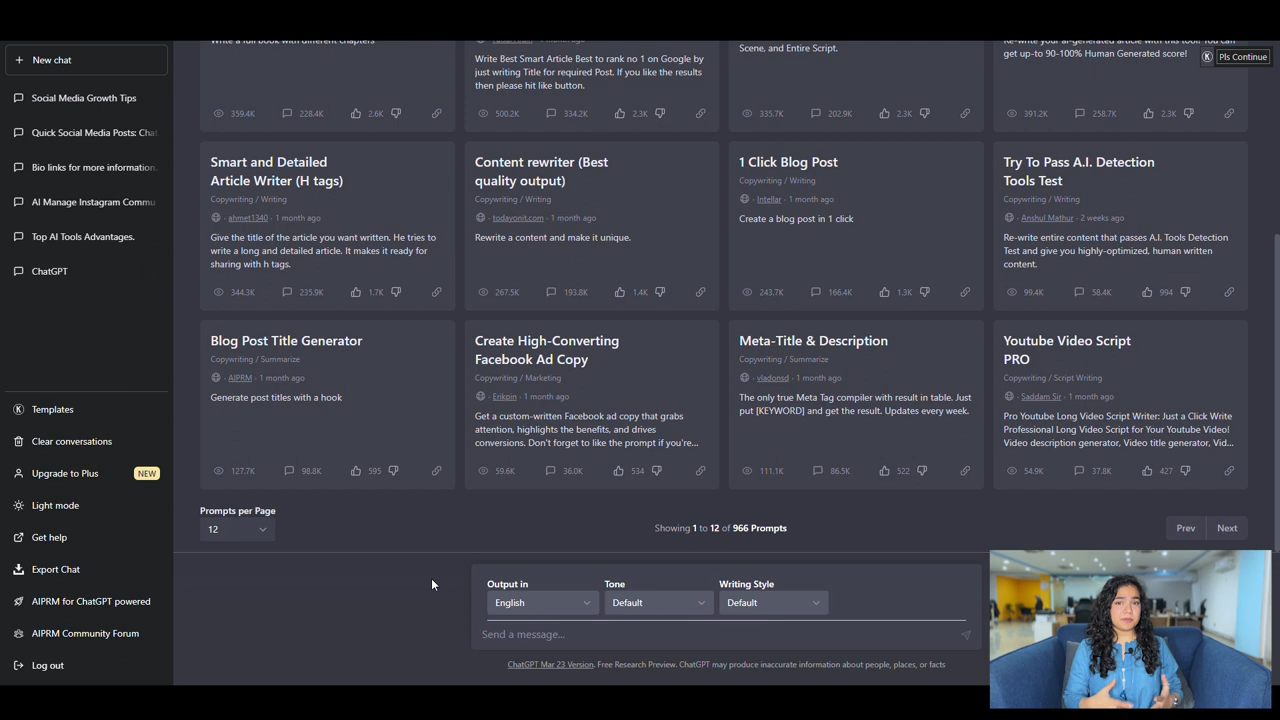 New chat
Social Media Growth Tips
Quick Social Media Posts: Chat
Bio links for more information.
AI Manage Instagram Commu
Top AI Tools Advantages.
ChatGPT
Templates
Clear conversations
Upgrade to Plus NEW
Light mode
Get help
Export Chat
AIPRM for ChatGPT powered
AIPRM Community Forum
Log out
Write a full book with different chapters
359.4K 228.4K 2.6K
Write Best Smart Article Best to rank no 1 on Google by
just writing Title for required Post. If you like the results
then please hit like button.
500.2K 334.2K 2.3K
Scene, and Entire Script.
335.7K 202.9K 2.3K
Re-write your ai-generated article with this tool! You can
get up-to 90-100% Human Generated score!
Pls Continue
391.2K 258.7K 2.3K
Smart and Detailed
Article Writer (H tags)
Copywriting / Writing
ahmet1340 · 1 month ago
Give the title of the article you want written. He tries to
write a long and detailed article. It makes it ready for
sharing with h tags.
344.3K 235.9K 1.7K
Content rewriter (Best
quality output)
Copywriting / Writing
todavonit.com · 1 month ago
Rewrite a content and make it unique.
267.5K 193.8K 1.4K
1 Click Blog Post
Copywriting / Writing
Intellar · 1 month ago
Create a blog post in 1 click
243.7K 166.4K 1.3K
Try To Pass A.I. Detection
Tools Test
Copywriting / Writing
Anshul Mathur · 2 weeks ago
Re-write entire content that passes A.I. Tools Detection
Test and give you highly-optimized, human written
content.
99.4K 58.4K 994
Blog Post Title Generator
Copywriting / Summarize
AIPRM · 1 month ago
Generate post titles with a hook
127.7K 98.8K 595
Create High-Converting
Facebook Ad Copy
Copywriting / Marketing
Erikpin · 1 month ago
Get a custom-written Facebook ad copy that grabs
attention, highlights the benefits, and drives
conversions. Don't forget to like the prompt if you're...
59.6K 36.0K 534
Meta-Title & Description
Copywriting / Summarize
vladonsd · 1 month ago
The only true Meta Tag compiler with result in table. Just
put [KEYWORD] and get the result. Updates every week.
111.1K 86.5K 522
Youtube Video Script
PRO
Copywriting / Script Writing
Saddam Sir · 1 month ago
Pro Youtube Long Video Script Writer: Just a Click Write
Professional Long Video Script for Your Youtube Video!
Video description generator, Video title generator, Vid...
54.9K 37.8K 427
Prompts per Page
12
Showing 1 to 12 of 966 Prompts
Prev Next
Output in Tone Writing Style
English Default Default
Send a message...
ChatGPT Mar 23 Version. Free Research Preview. ChatGPT may produce inaccurate information about people, places, or facts